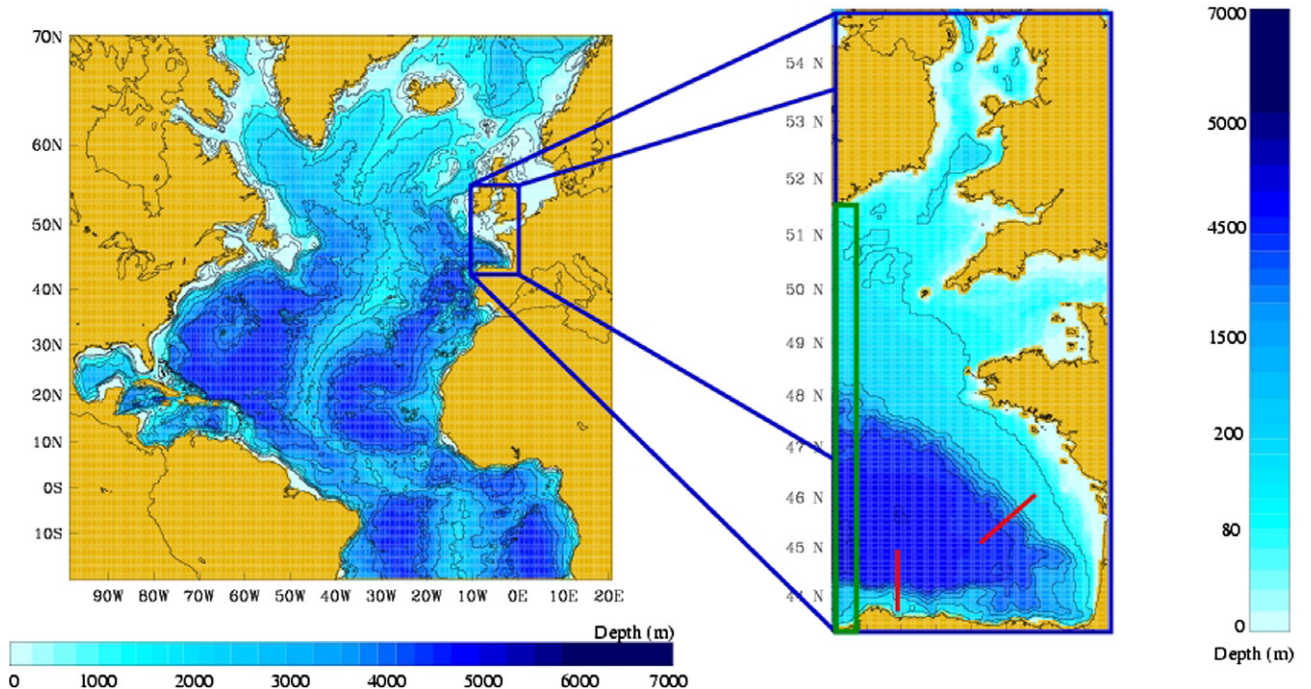 70N
60N
50N
40N
30N
20N
10N
0S
10S
90W 80W 70W 60W 50W 40W 30W 20W 10W 0E 10E 20E
Depth (m)
0 1000 2000 3000 4000 5000 6000 7000
54 N
53 N
52 N
51 N
50 N
49 N
48 N
47 N
46 N
45 N
44 N
7000
5000
4500
1500
200
80
0
Depth (m)